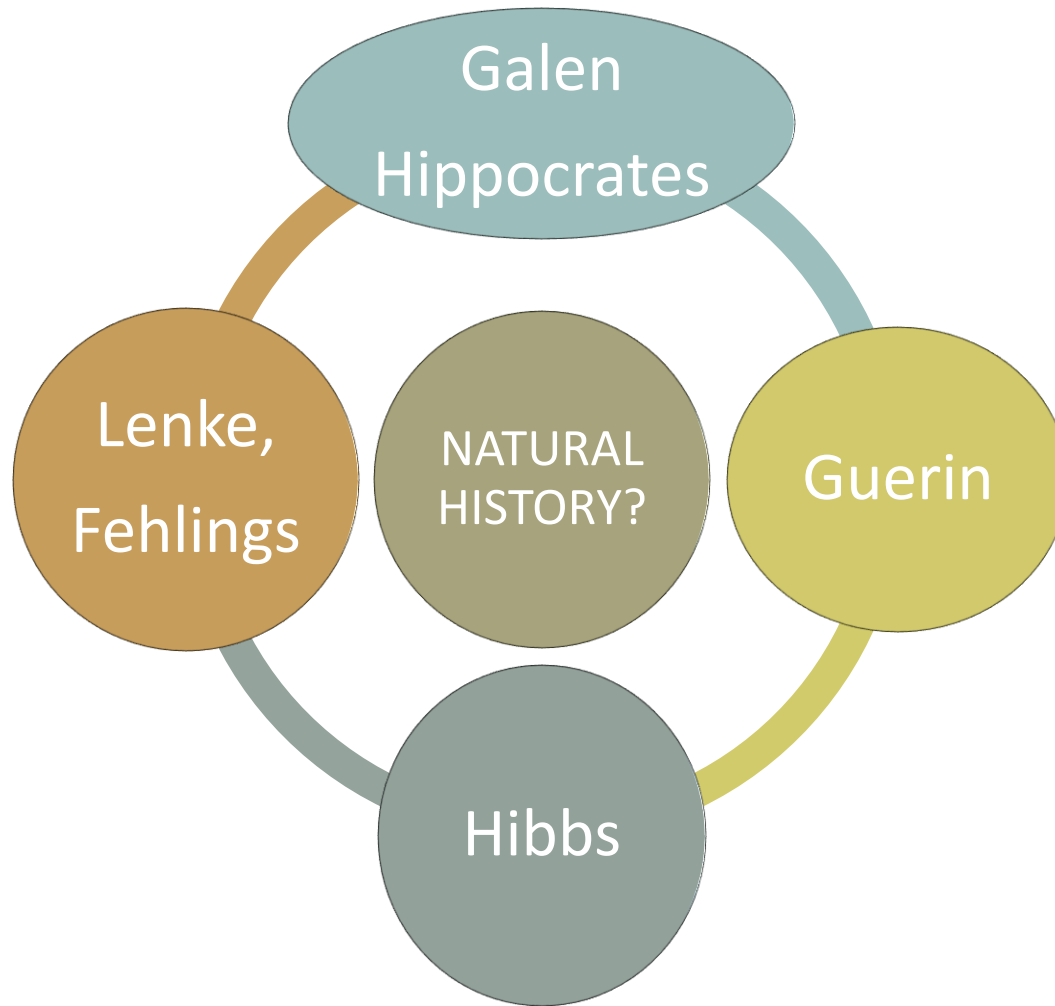 Galen
Hippocrates
Lenke,
Fehlings
NATURAL
HISTORY?
Guerin
Hibbs